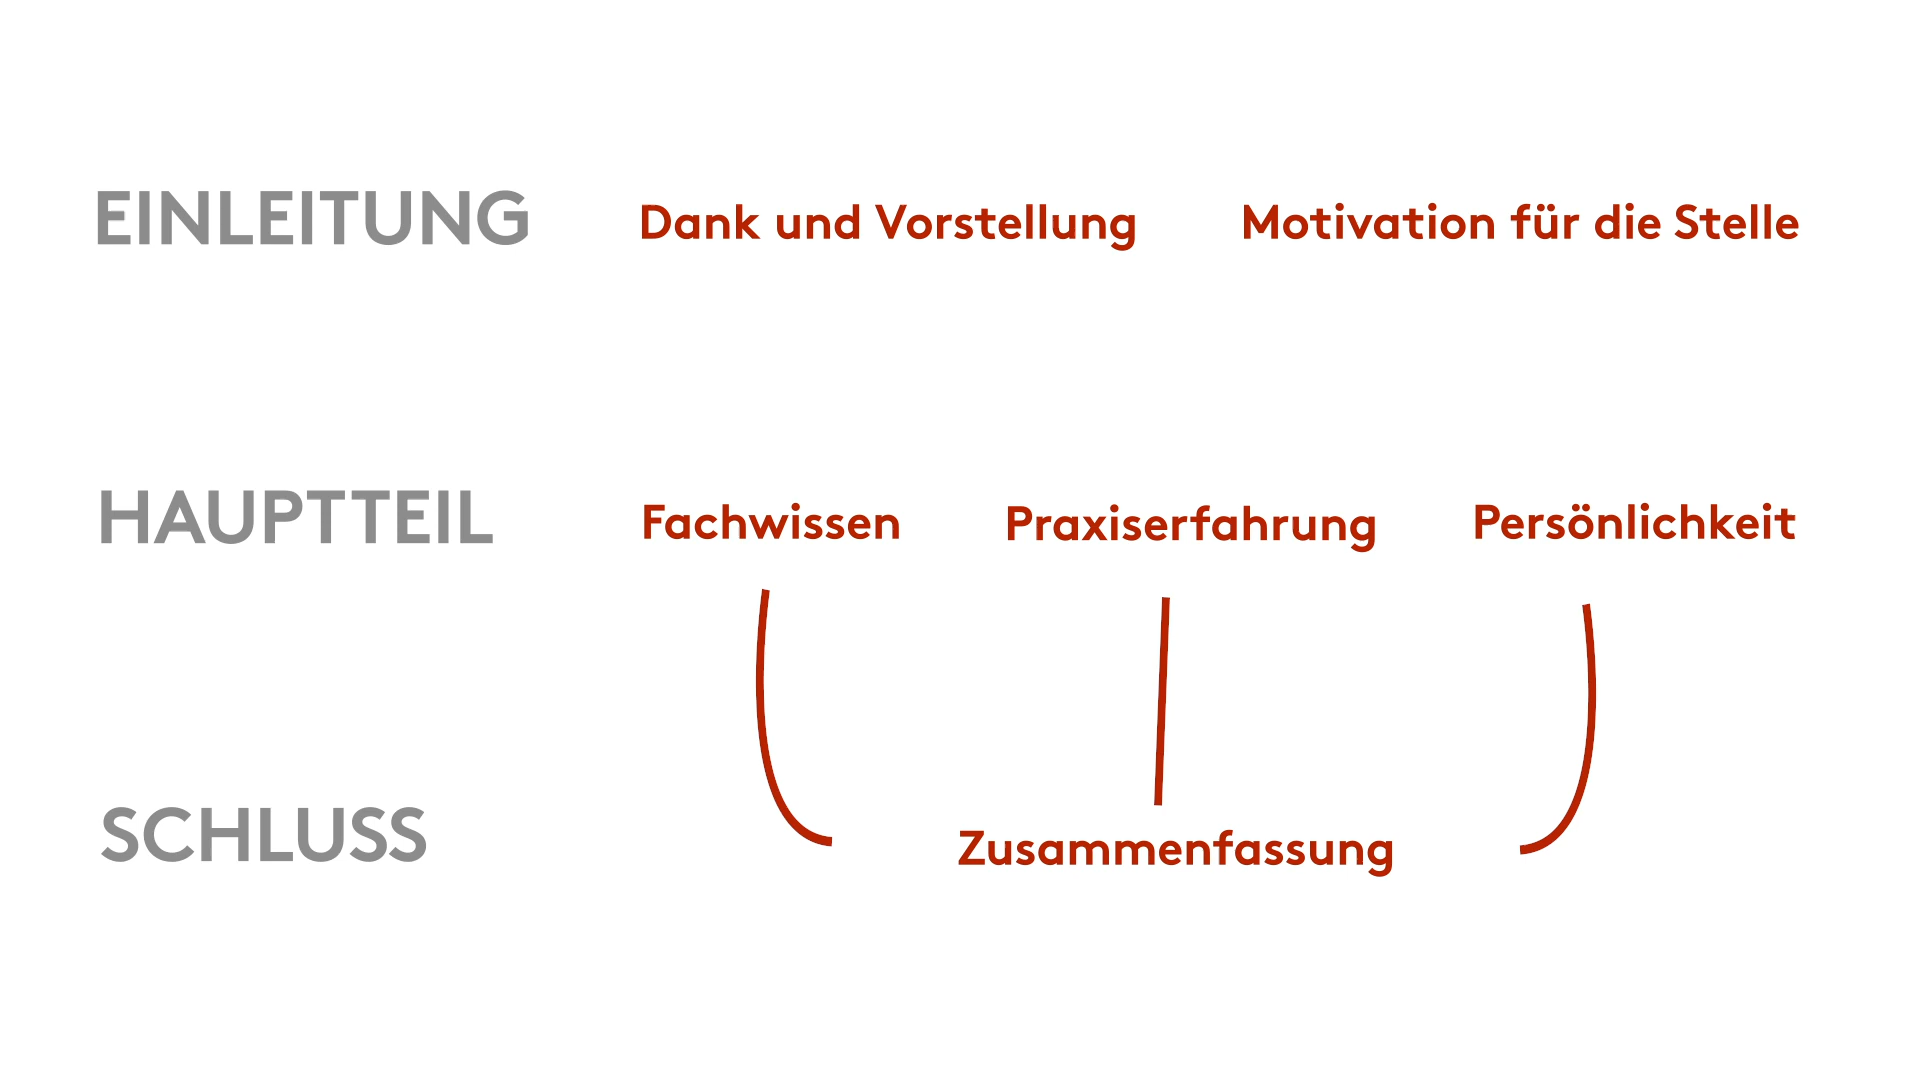 EINLEITUNG Dank und Vorstellung Motivation für die Stelle
HAUPTTEIL Fachwissen Praxiserfahrung Persönlichkeit
SCHLUSS Zusammenfassung